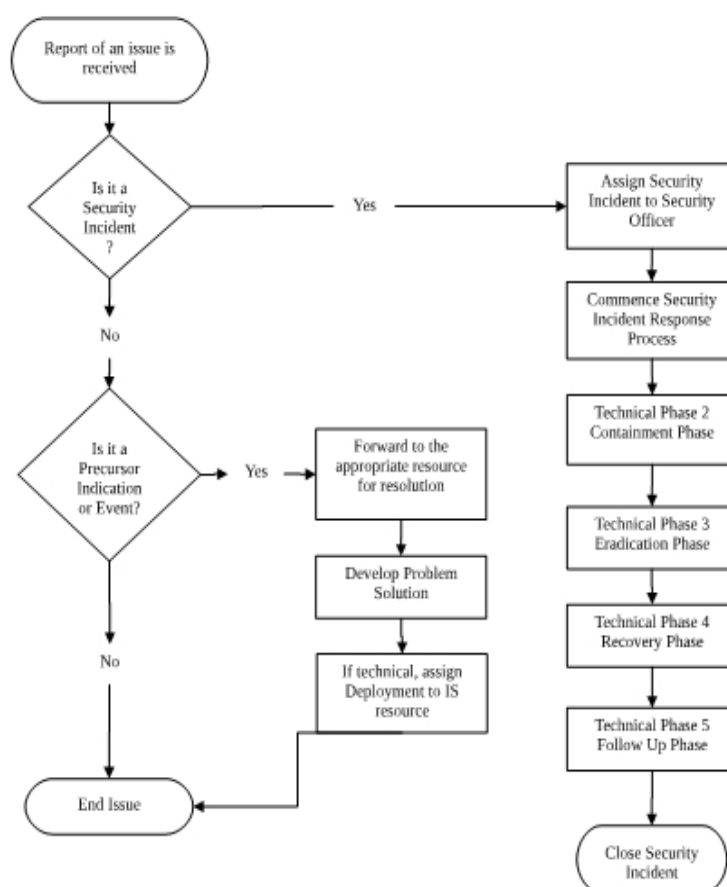 Report of an issue is
received
Is it a
Security
Incident
?
Yes
Assign Security
Incident to Security
Officer
Commence Security
Incident Response
Process
No
Technical Phase 2
Containment Phase
Is it a
Precursor
Indication
or Event?
Yes
Forward to the
appropriate resource
for resolution
Technical Phase 3
Eradication Phase
Develop Problem
Solution
Technical Phase 4
Recovery Phase
No
If technical, assign
Deployment to IS
resource
Technical Phase 5
Follow Up Phase
End Issue
Close Security
Incident